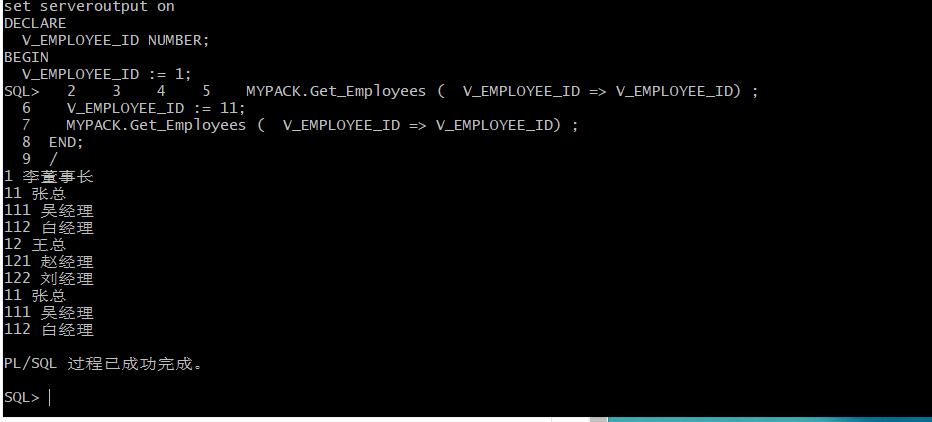 set serveroutput on
DECLARE
  V_EMPLOYEE_ID NUMBER;
BEGIN
  V_EMPLOYEE_ID := 1;
SQL>   2    3    4    5    MYPACK.Get_Employees (  V_EMPLOYEE_ID => V_EMPLOYEE_ID) ;
  6    V_EMPLOYEE_ID := 11;
  7    MYPACK.Get_Employees (  V_EMPLOYEE_ID => V_EMPLOYEE_ID) ;
  8  END;
  9  /
1 李董事长
11 张总
111 吴经理
112 白经理
12 王总
121 赵经理
122 刘经理
11 张总
111 吴经理
112 白经理
PL/SQL 过程已成功完成。
SQL>